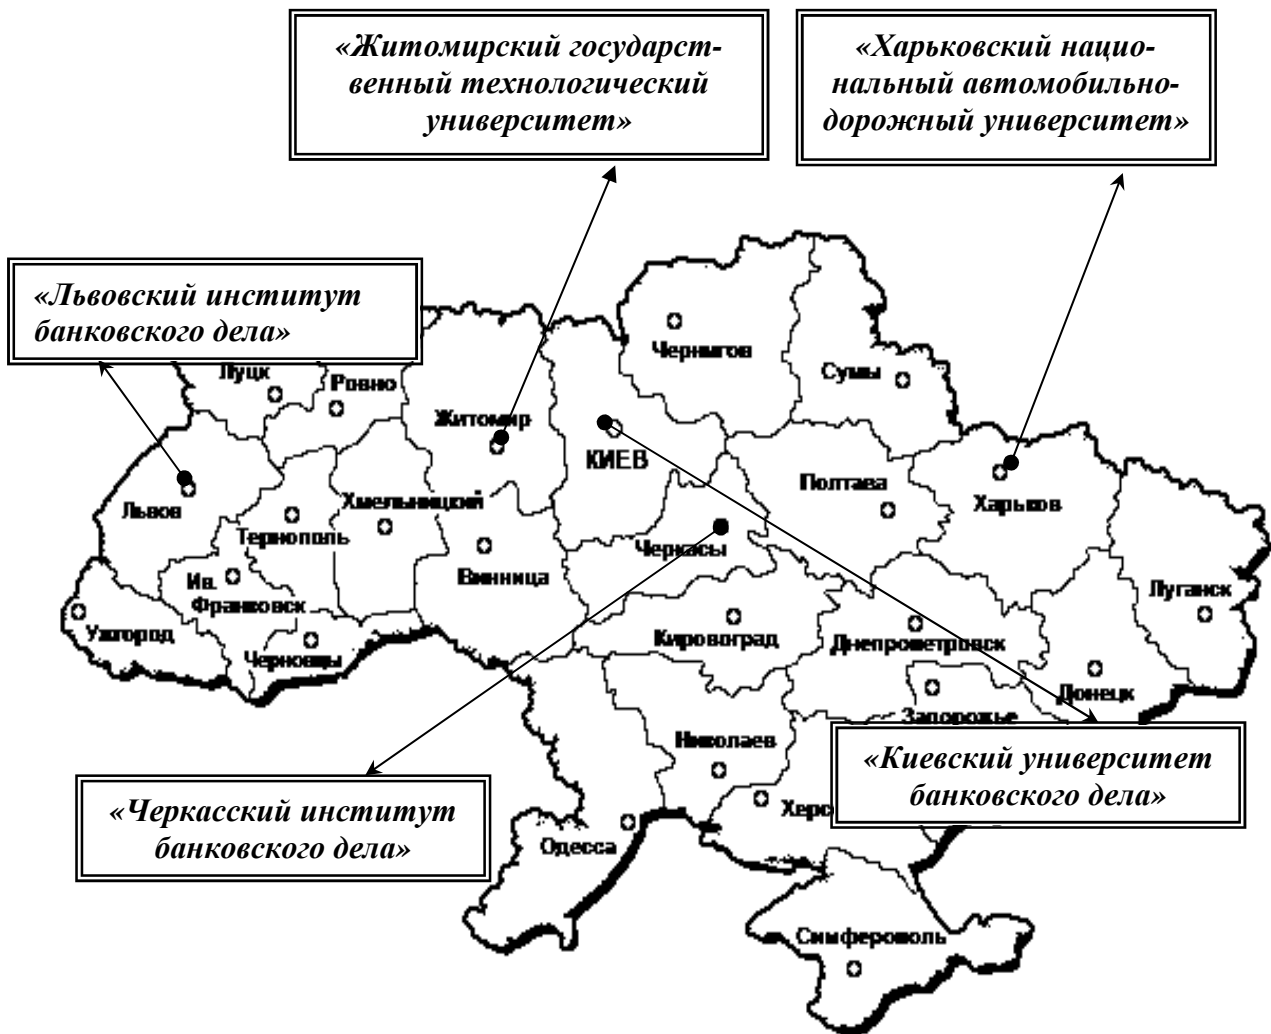 «Житомирский государст-
венный технологический
университет»
«Харьковский нацио-
нальный автомобильно-
дорожный университет»
«Львовский институт
банковского дела»
Чернигов
Луцк
Ровно
Сумы
Житомир
КИЕВ
Полтава
Хмельницкий
Харьков
Львов
Тернополь
Черкасы
Винница
Ив.
Франковск
Луганск
Ужгород
Кировоград
Днепропетровск
Черновцы
Донецк
Запорожье
Николаев
«Киевский университет
банковского дела»
«Черкасский институт
банковского дела»
Херс
Одесса
Симферополь